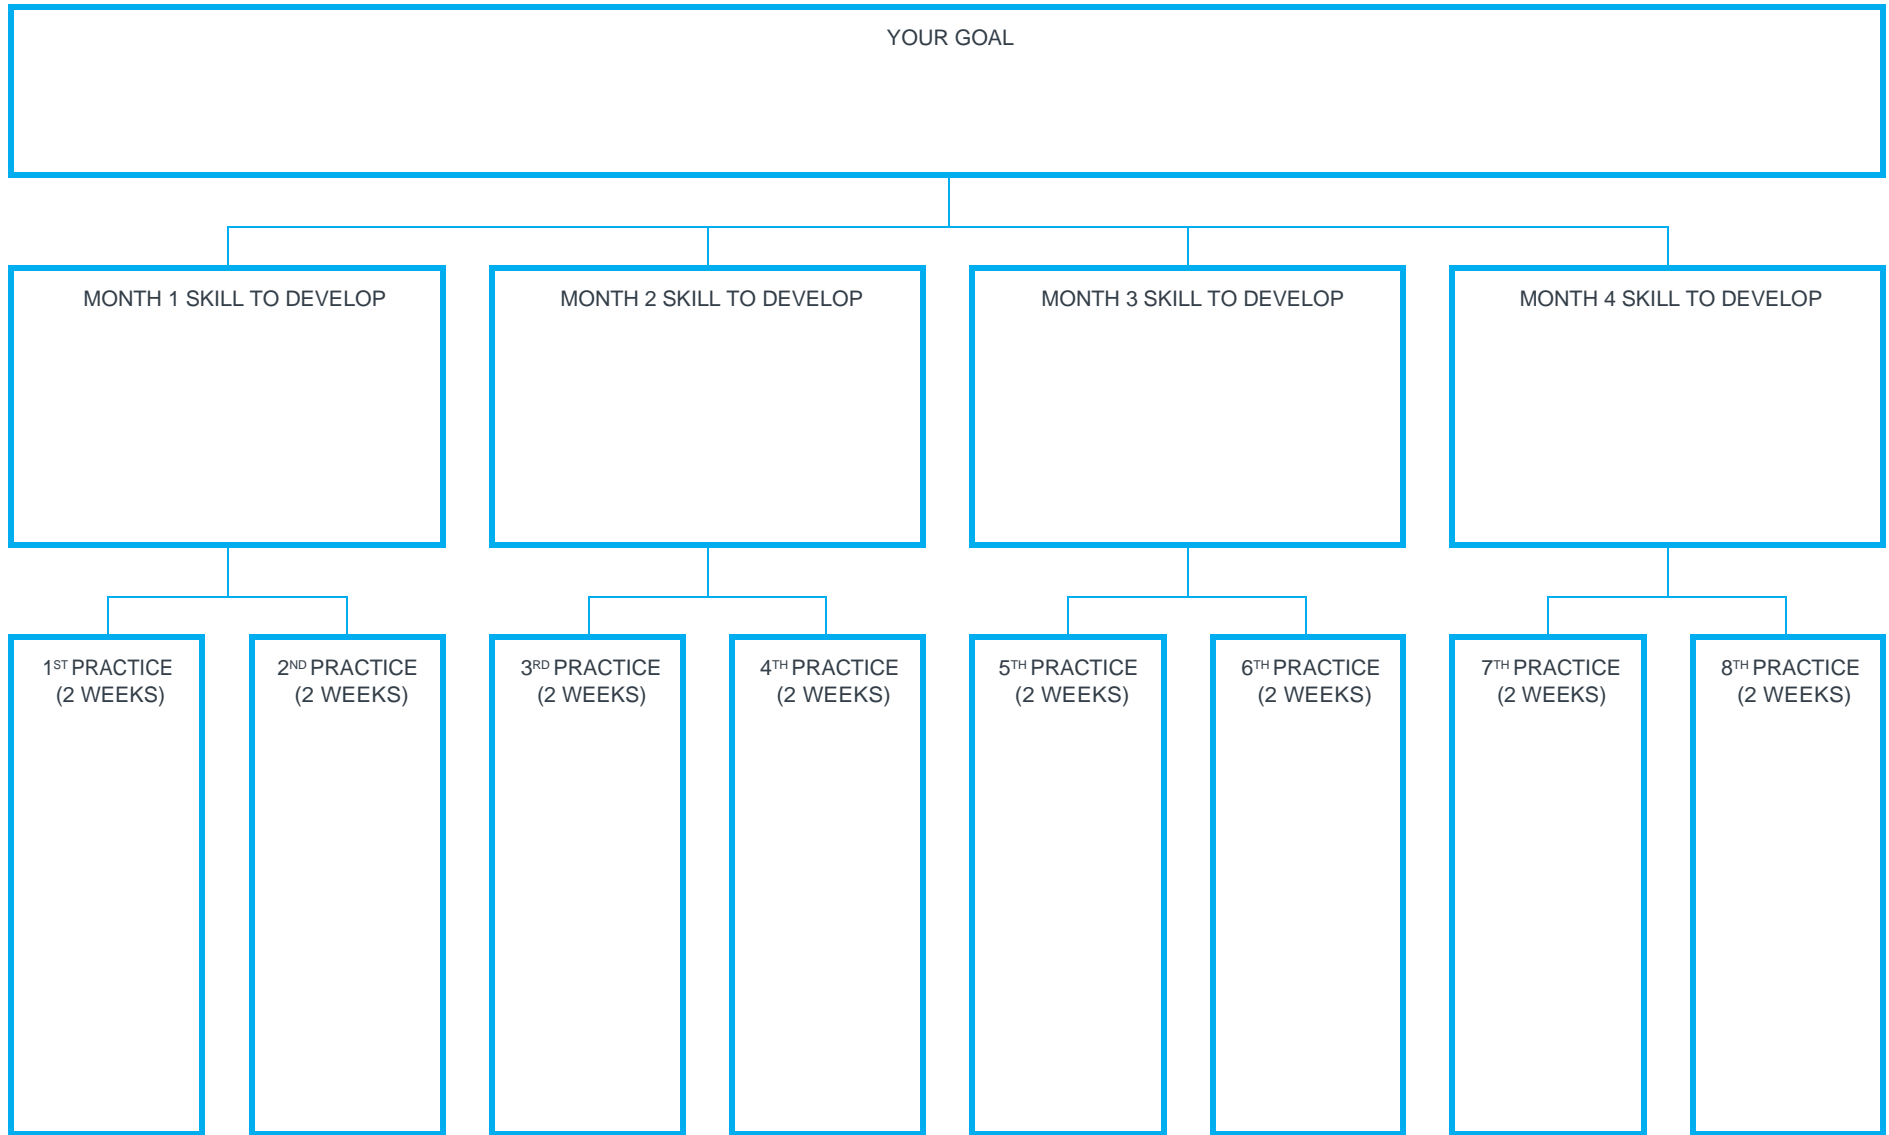 YOUR GOAL
MONTH 1 SKILL TO DEVELOP
MONTH 2 SKILL TO DEVELOP
MONTH 3 SKILL TO DEVELOP
MONTH 4 SKILL TO DEVELOP
1ST PRACTICE
(2 WEEKS)
2ND PRACTICE
(2 WEEKS)
3RD PRACTICE
(2 WEEKS)
4TH PRACTICE
(2 WEEKS)
5TH PRACTICE
(2 WEEKS)
6TH PRACTICE
(2 WEEKS)
7TH PRACTICE
(2 WEEKS)
8TH PRACTICE
(2 WEEKS)